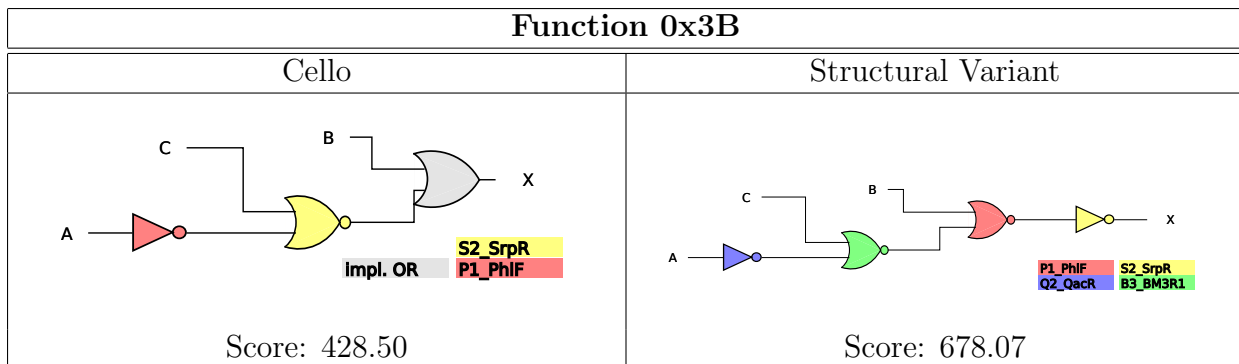 Function 0x3B
Cello
Structural Variant
B
C
X
A
S2_SrpR
impl. OR
P1_PhlF
B
C
X
A
P1_PhlF
S2_SrpR
Q2_QacR
B3_BM3R1
Score: 428.50
Score: 678.07